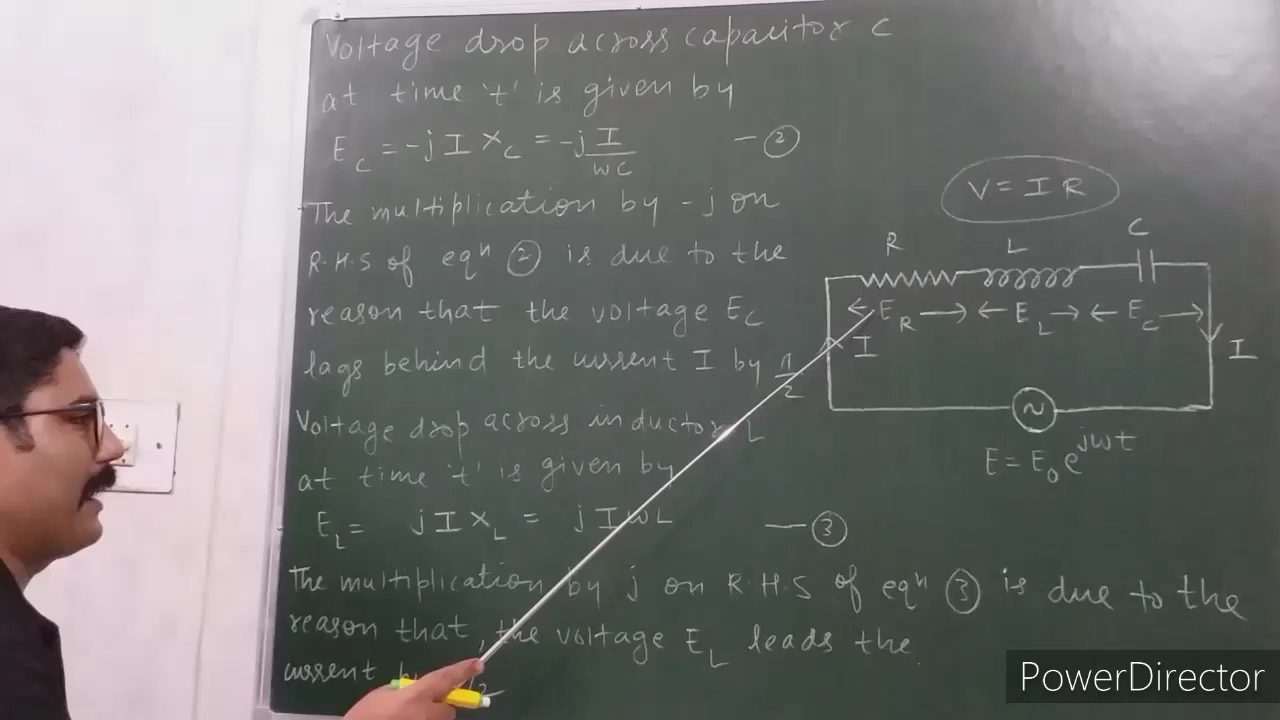 Voltage drop across capacitor C
at time 't' is given by
E_C = -j I X_C = -j I/ωC — ②
The multiplication by -j on
R.H.S of eqⁿ ② is due to the
reason that the voltage E_C
lags behind the current I by π/2
Voltage drop across inductor L
at time 't' is given by
E_L = j I X_L = j I ωL — ③
The multiplication by j on R.H.S of eqⁿ ③ is due to the
reason that, the voltage E_L leads the
current
V = I R
R L C
← E_R → ← E_L → ← E_C →
I I
~
E = E_0 e^{jωt}
PowerDirector